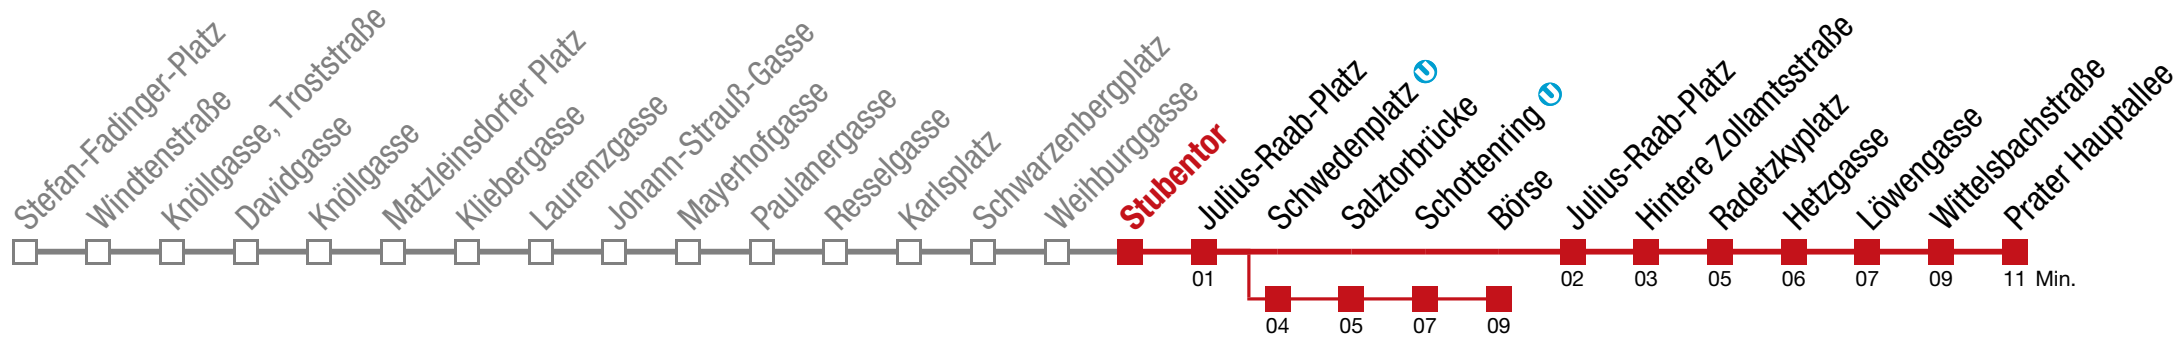 Stefan-Fadinger-Platz
Windtenstraße
Knöllgasse, Troststraße
Davidgasse
Knöllgasse
Matzleinsdorfer Platz
Kliebergasse
Laurenzgasse
Johann-Strauß-Gasse
Mayerhofgasse
Paulanergasse
Resselgasse
Karlsplatz
Schwarzenbergplatz
Weihburggasse
Stubentor
Julius-Raab-Platz
Schwedenplatz
Salztorbrücke
Schottenring
Börse
Julius-Raab-Platz
Hintere Zollamtsstraße
Radetzkyplatz
Hetzgasse
Löwengasse
Wittelsbachstraße
Prater Hauptallee
01 02 03 05 06 07 09 11 Min.
04 05 07 09